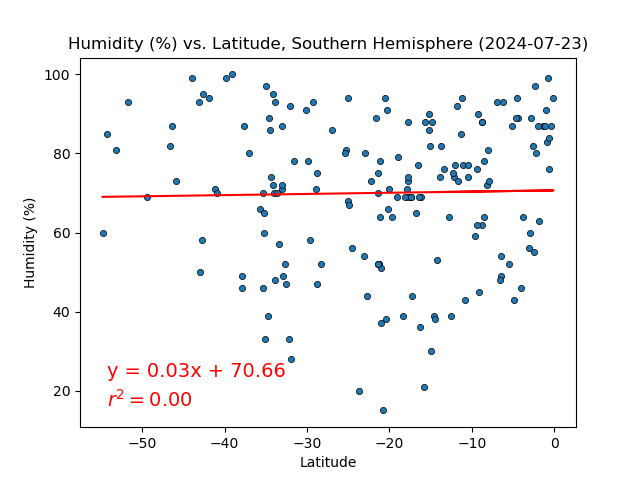 Humidity (%) vs. Latitude, Southern Hemisphere (2024-07-23)
100
80
60
40
20
Humidity (%)
y = 0.03x + 70.66
r² = 0.00
−50 −40 −30 −20 −10 0
Latitude